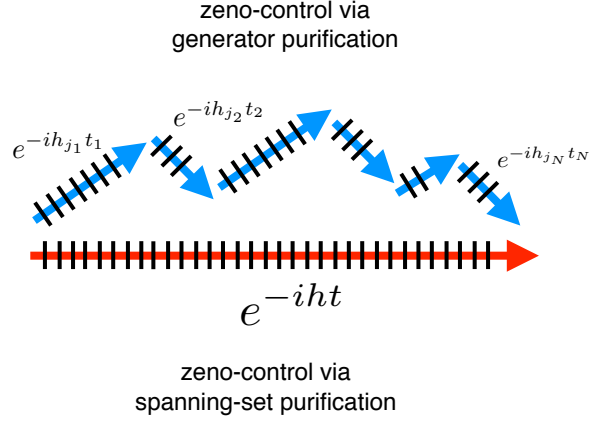 zeno-control via
generator purification
e^{-ih_{j_1}t_1}
e^{-ih_{j_2}t_2}
e^{-ih_{j_N}t_N}
e^{-iht}
zeno-control via
spanning-set purification